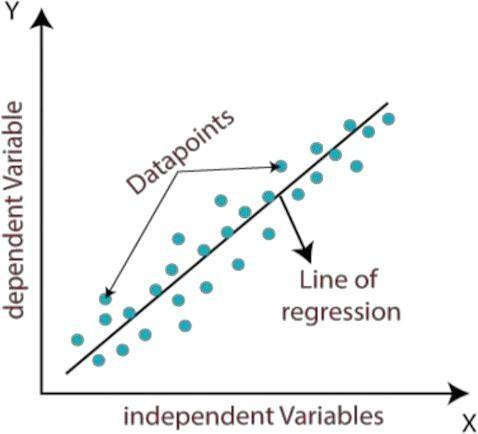 Y
dependent Variable
Datapoints
Line of
regression
independent Variables
X